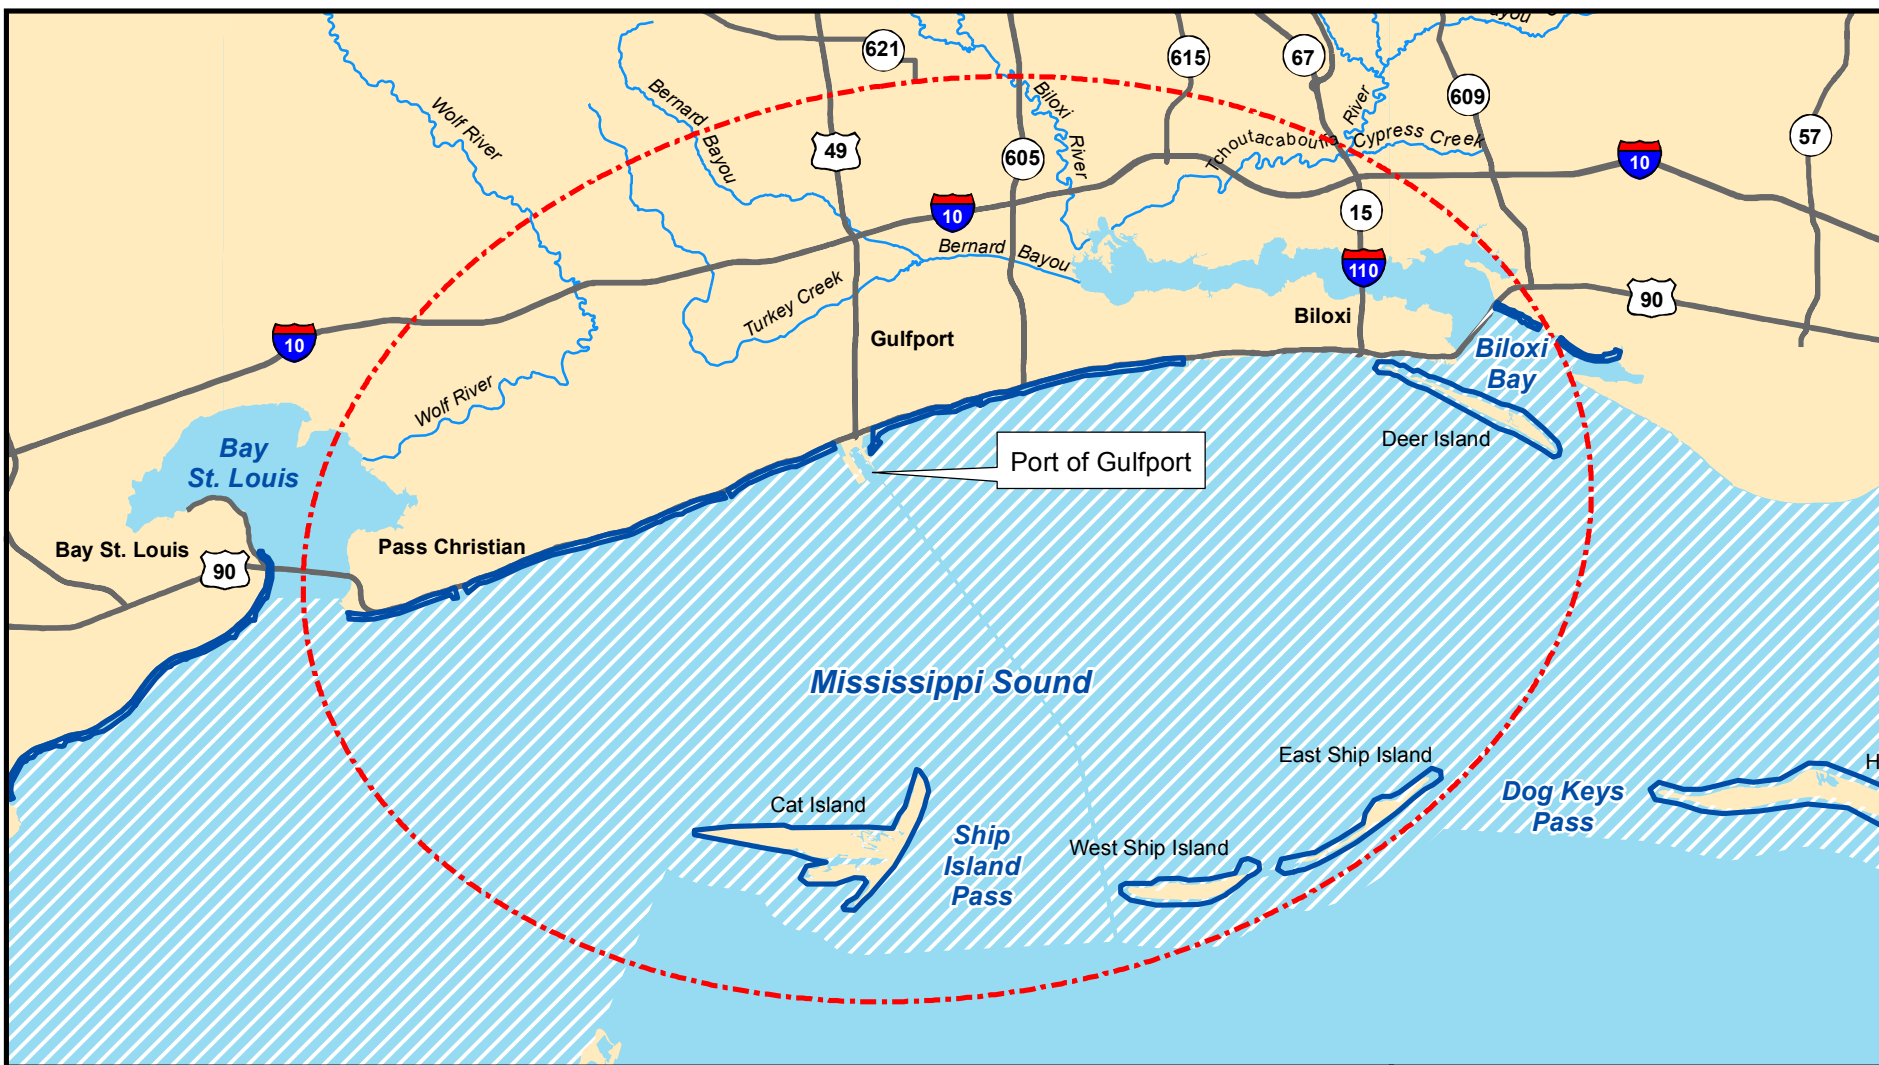 ayou
621
615
67
609
57
Wolf River
Bernard
Bayou
Biloxi
River
River
Tchoutacabouffa
Cypress Creek
49
605
10
10
15
10
Bernard Bayou
110
90
Turkey Creek
Gulfport
Biloxi
10
Biloxi
Bay
Wolf River
Deer Island
Bay
St. Louis
Port of Gulfport
Bay St. Louis
90
Pass Christian
Mississippi Sound
East Ship Island
H
Cat Island
Dog Keys
Pass
Ship
Island
Pass
West Ship Island